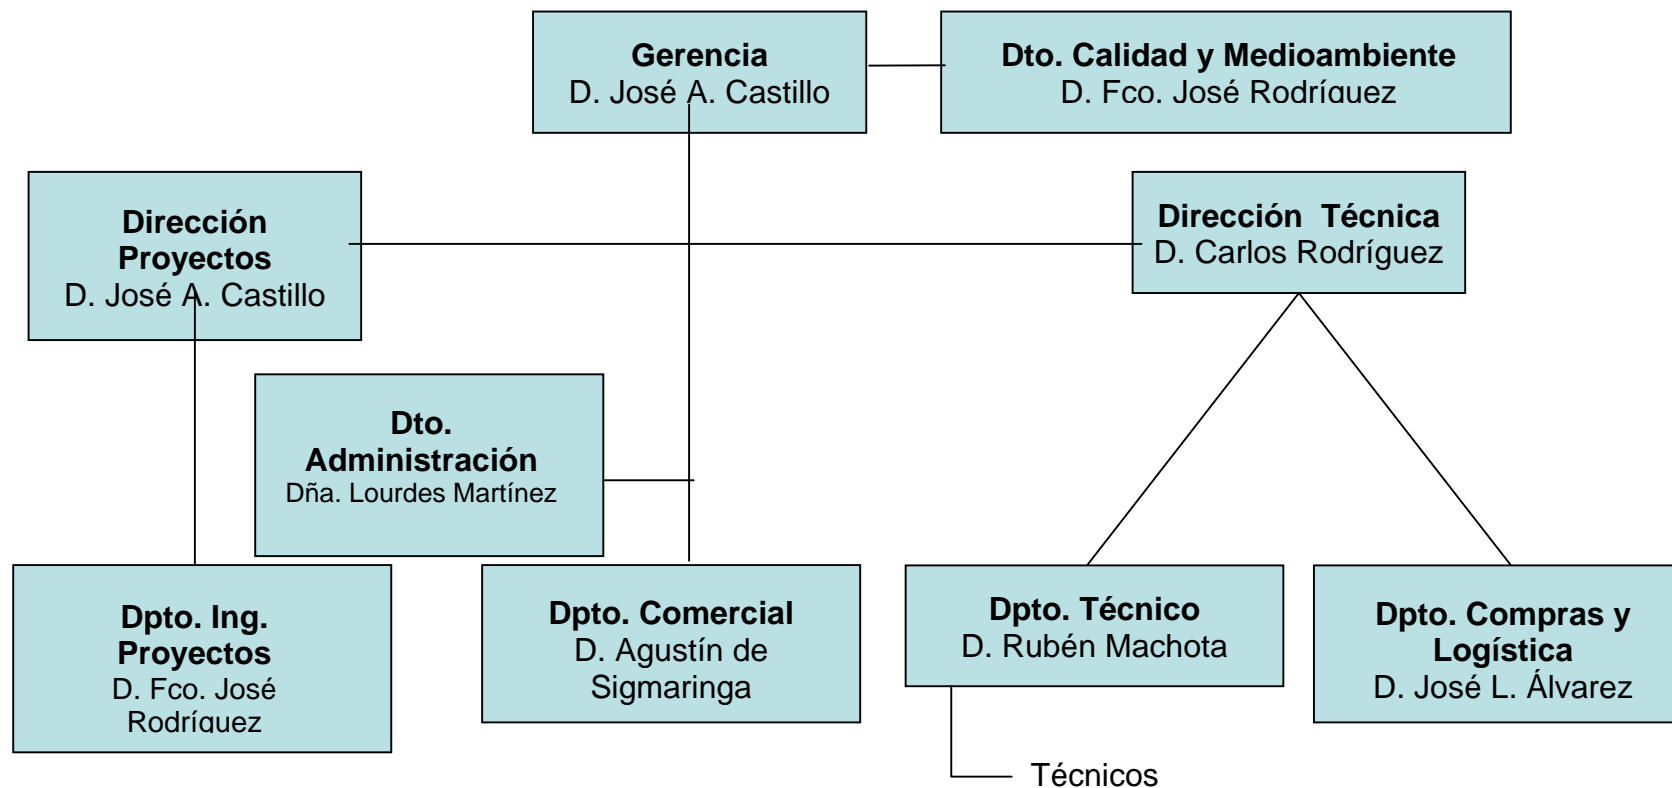 Gerencia
D. José A. Castillo
Dto. Calidad y Medioambiente
D. Fco. José Rodríguez
Dirección
Proyectos
D. José A. Castillo
Dirección Técnica
D. Carlos Rodríguez
Dto.
Administración
Dña. Lourdes Martínez
Dpto. Ing.
Proyectos
D. Fco. José
Rodríguez
Dpto. Comercial
D. Agustín de
Sigmaringa
Dpto. Técnico
D. Rubén Machota
Dpto. Compras y
Logística
D. José L. Álvarez
Técnicos